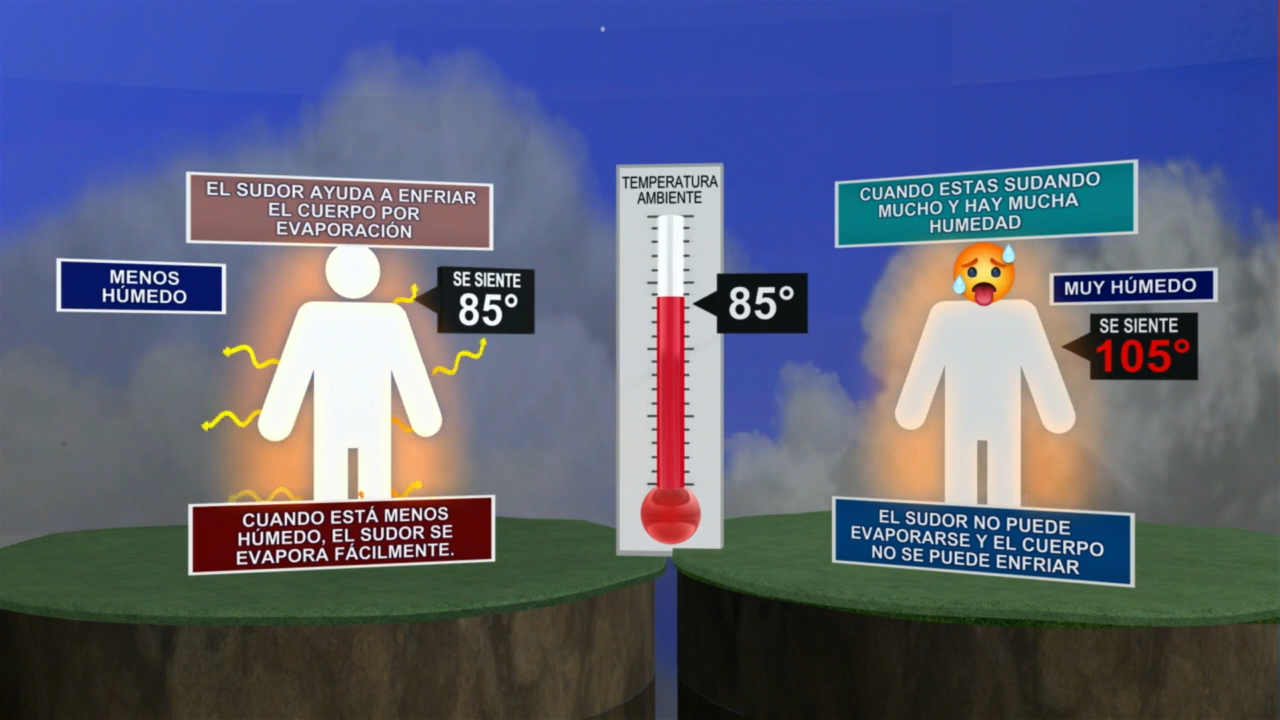 EL SUDOR AYUDA A ENFRIAR
EL CUERPO POR
EVAPORACIÓN
MENOS
HÚMEDO
SE SIENTE
85°
CUANDO ESTÁ MENOS
HÚMEDO, EL SUDOR SE
EVAPORA FÁCILMENTE.
TEMPERATURA
AMBIENTE
85°
CUANDO ESTAS SUDANDO
MUCHO Y HAY MUCHA
HUMEDAD
MUY HÚMEDO
SE SIENTE
105°
EL SUDOR NO PUEDE
EVAPORARSE Y EL CUERPO
NO SE PUEDE ENFRIAR